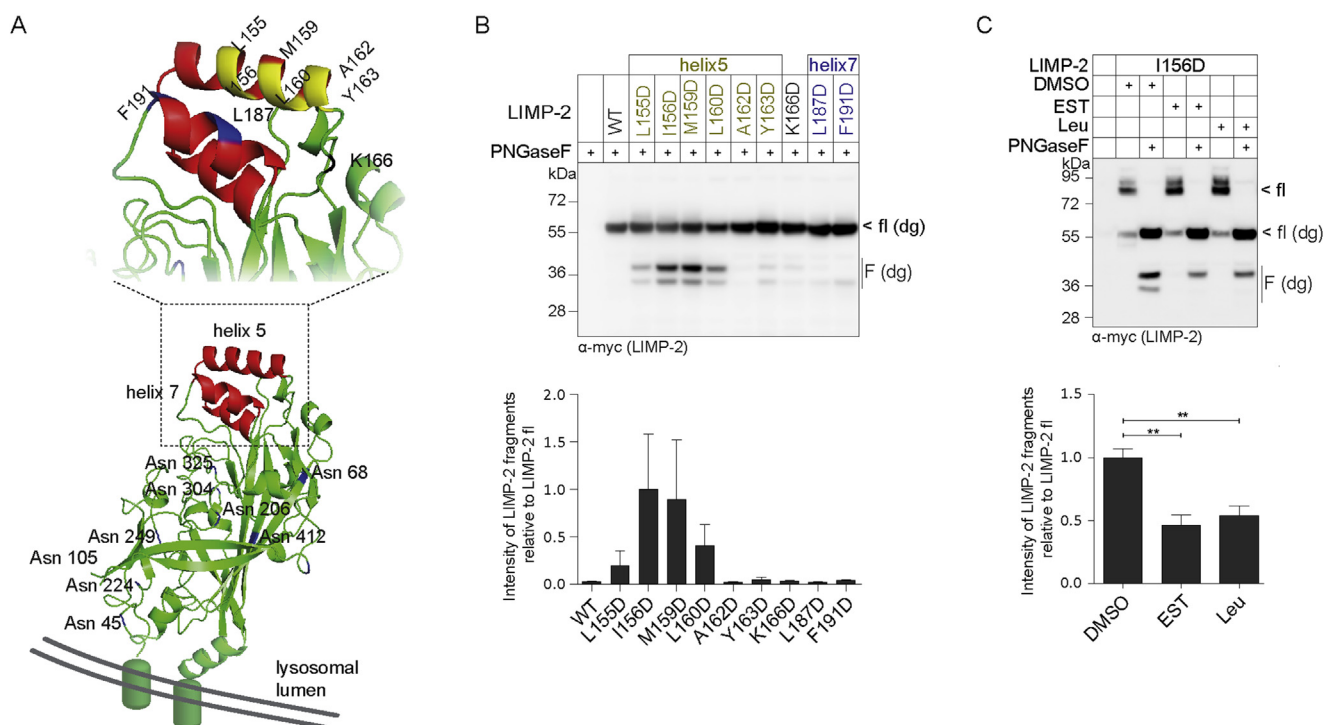 A
L155
M159
A162
I156
L160
Y163
F191
L187
K166
helix 5
helix 7
Asn 325
Asn 68
Asn 304
Asn 206
Asn 249
Asn 412
Asn 105
Asn 224
Asn 45
lysosomal
lumen
B
helix5 helix7
LIMP-2 WT L155D I156D M159D L160D A162D Y163D K166D L187D F191D
PNGaseF + + + + + + + + + + +
kDa
72
55
36
28
< fl (dg)
F (dg)
α-myc (LIMP-2)
Intensity of LIMP-2 fragments
relative to LIMP-2 fl
2.0
1.5
1.0
0.5
0.0
WT L155D I156D M159D L160D A162D Y163D K166D L187D F191D
C
LIMP-2 I156D
DMSO + +
EST + +
Leu + +
PNGaseF + + +
kDa
95
72
55
36
28
< fl
< fl (dg)
F (dg)
α-myc (LIMP-2)
Intensity of LIMP-2 fragments
relative to LIMP-2 fl
1.5
1.0
0.5
0.0
**
**
DMSO EST Leu